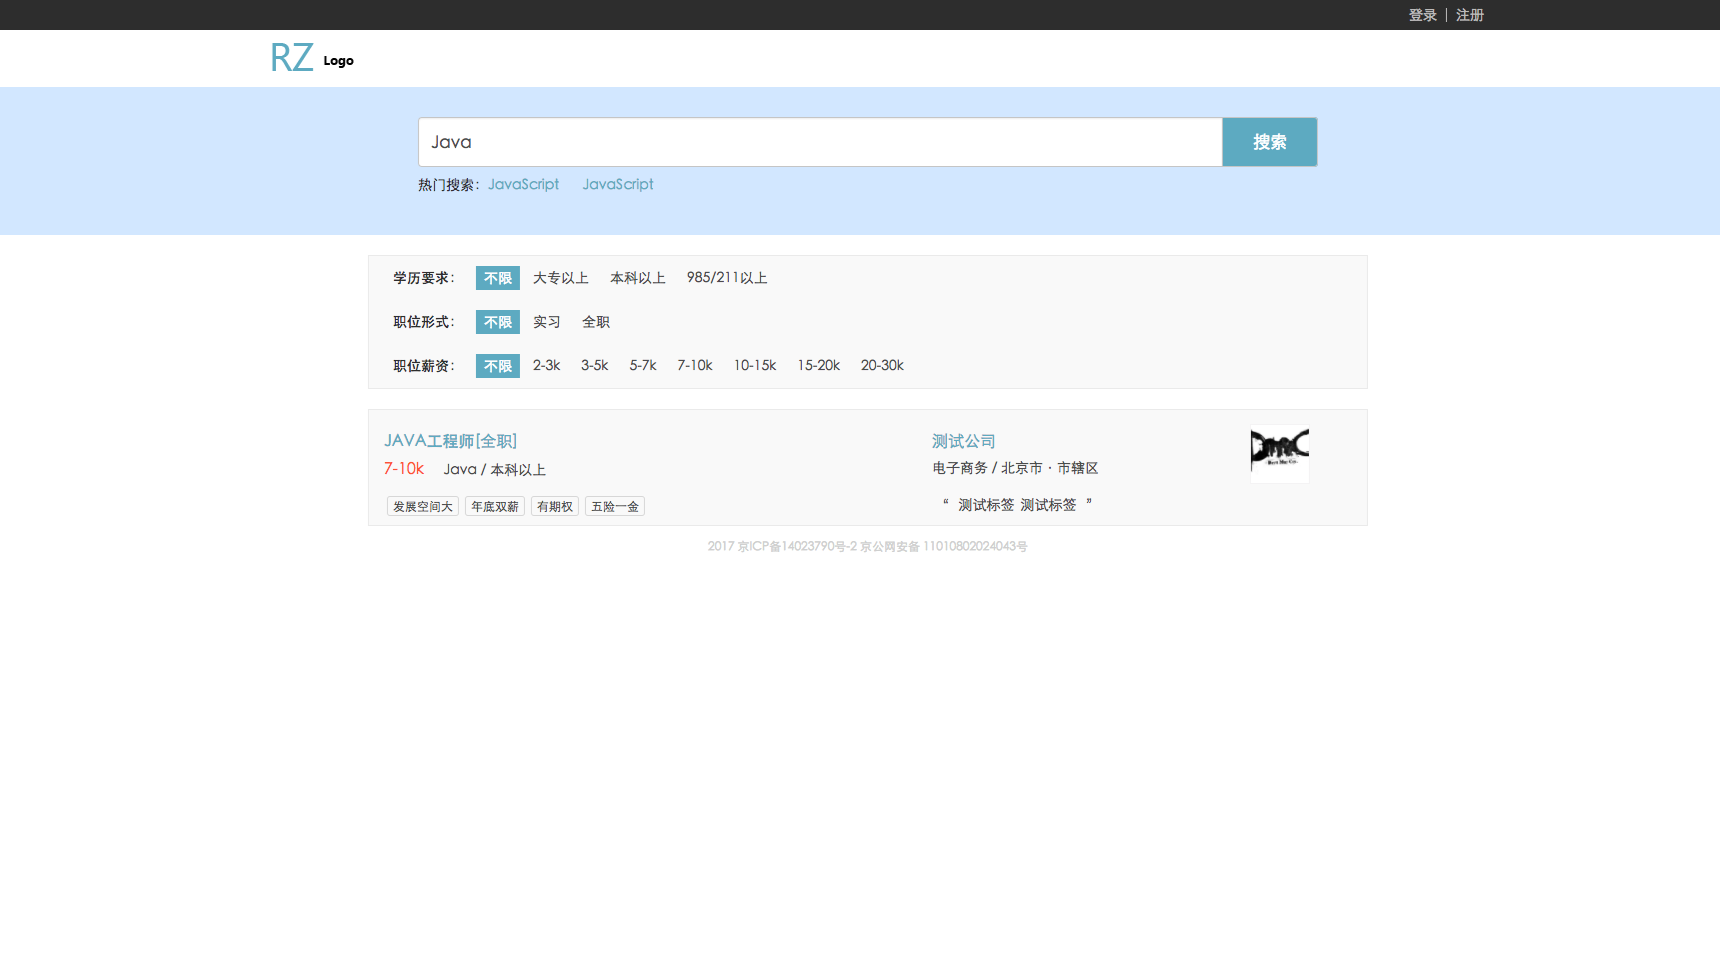 登录 | 注册
RZ Logo
Java 搜索
热门搜索：JavaScript JavaScript
学历要求： 不限 大专以上 本科以上 985/211以上
职位形式： 不限 实习 全职
职位薪资： 不限 2-3k 3-5k 5-7k 7-10k 10-15k 15-20k 20-30k
JAVA工程师[全职] 测试公司
7-10k Java / 本科以上 电子商务 / 北京市 · 市辖区
发展空间大 年底双薪 有期权 五险一金 “ 测试标签 测试标签 ”
2017 京ICP备14023790号-2 京公网安备 11010802024043号